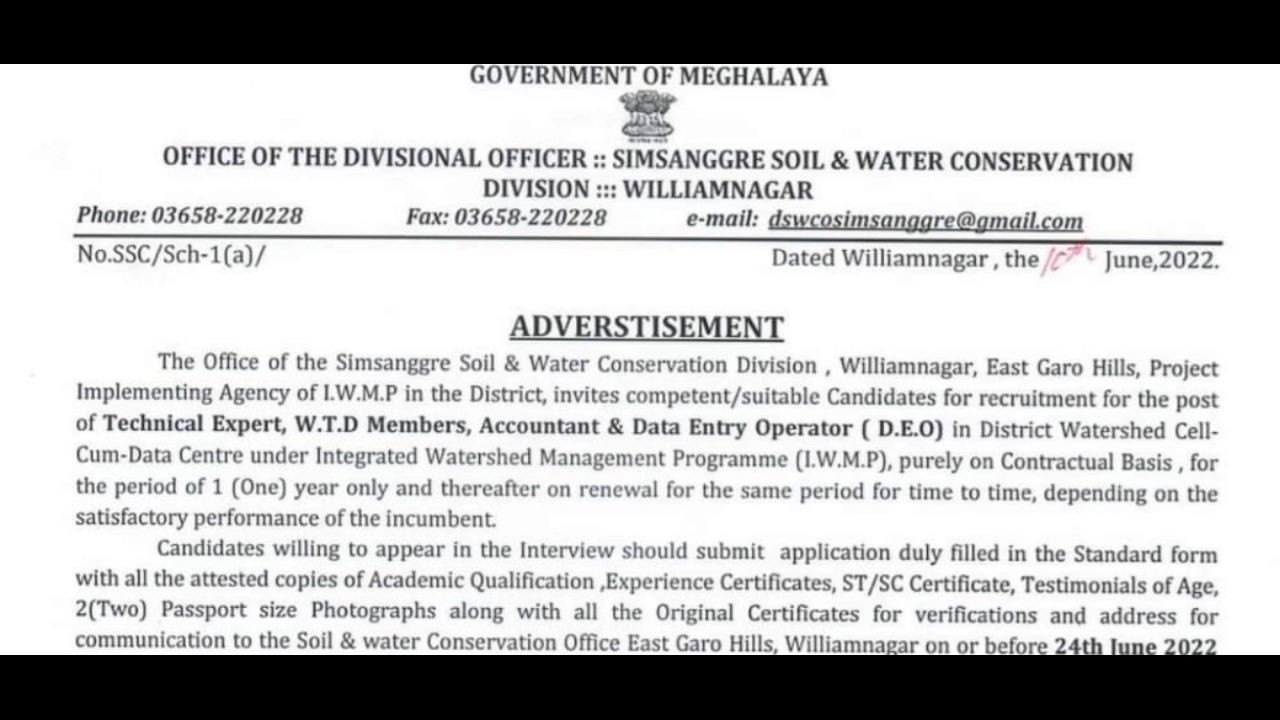 GOVERNMENT OF MEGHALAYA
OFFICE OF THE DIVISIONAL OFFICER :: SIMSANGGRE SOIL & WATER CONSERVATION
DIVISION ::: WILLIAMNAGAR
Phone: 03658-220228 Fax: 03658-220228 e-mail: dswcosimsanggre@gmail.com
No.SSC/Sch-1(a)/ Dated Williamnagar , the 10th June,2022.
ADVERSTISEMENT
The Office of the Simsanggre Soil & Water Conservation Division , Williamnagar, East Garo Hills, Project
Implementing Agency of I.W.M.P in the District, invites competent/suitable Candidates for recruitment for the post
of Technical Expert, W.T.D Members, Accountant & Data Entry Operator ( D.E.O) in District Watershed Cell-
Cum-Data Centre under Integrated Watershed Management Programme (I.W.M.P), purely on Contractual Basis , for
the period of 1 (One) year only and thereafter on renewal for the same period for time to time, depending on the
satisfactory performance of the incumbent.
Candidates willing to appear in the Interview should submit application duly filled in the Standard form
with all the attested copies of Academic Qualification ,Experience Certificates, ST/SC Certificate, Testimonials of Age,
2(Two) Passport size Photographs along with all the Original Certificates for verifications and address for
communication to the Soil & water Conservation Office East Garo Hills, Williamnagar on or before 24th June 2022